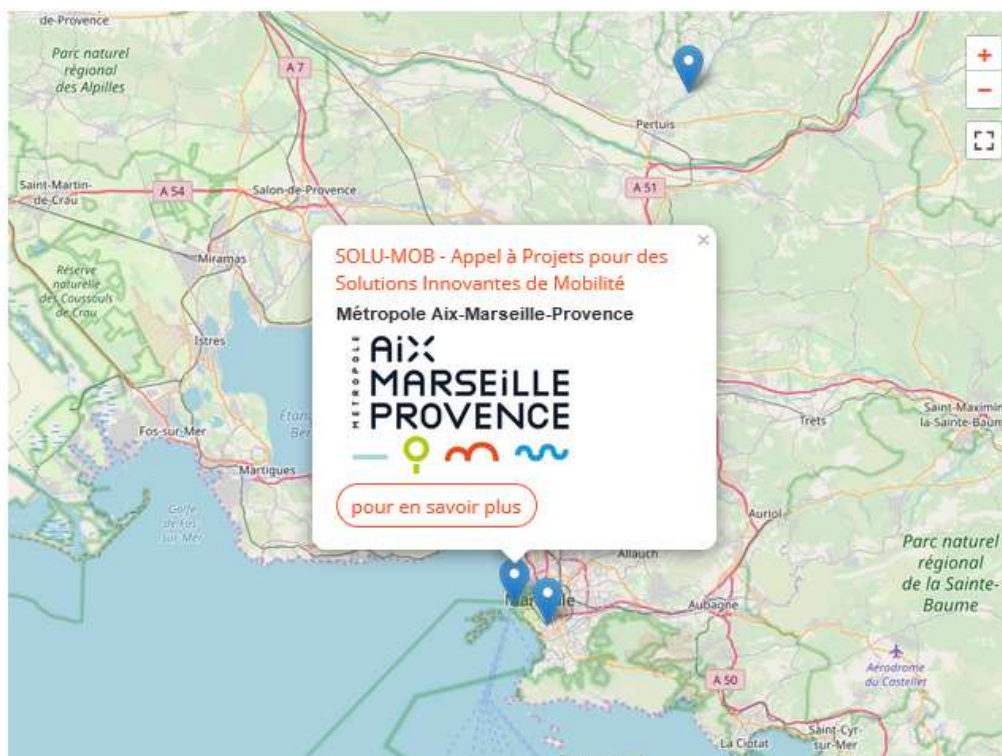 de-Provence
Parc naturel
régional
des Alpilles
A 7
Pertuis
+
−
Saint-Martin-
de-Crau
A 54
Salon-de-Provence
A 51
Miramas
Réserve
naturelle
des Coussouls
de Crau
Istres
×
SOLU-MOB - Appel à Projets pour des
Solutions Innovantes de Mobilité
Métropole Aix-Marseille-Provence
METROPOLE
AiX
MARSEiLLE
PROVENCE
pour en savoir plus
Fos-sur-Mer
Martigues
Golfe
de Fos
sur Mer
Trets
Saint-Maximin-
la-Sainte-Baume
Auriol
Allauch
Parc naturel
régional
de la Sainte-
Baume
Aubagne
Aérodrome
du Castellet
A 50
La Ciotat
Saint-Cyr-
sur-Mer